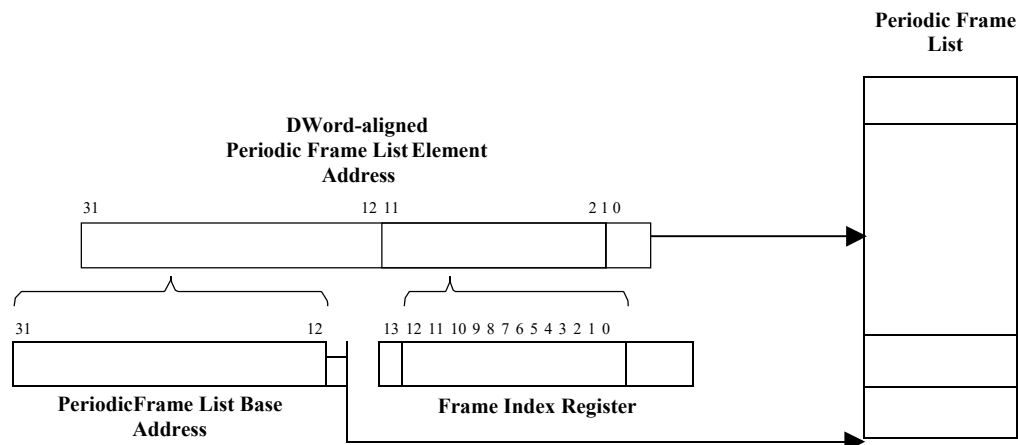 Periodic Frame
List
DWord-aligned
Periodic Frame List Element
Address
31 12 11 2 1 0
31 12 13 12 11 10 9 8 7 6 5 4 3 2 1 0
PeriodicFrame List Base
Address
Frame Index Register